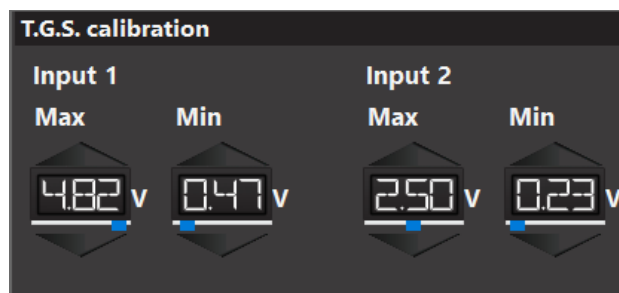 T.G.S. calibration
Input 1 Input 2
Max Min Max Min
4.82 V 0.47 V 2.50 V 0.23 V